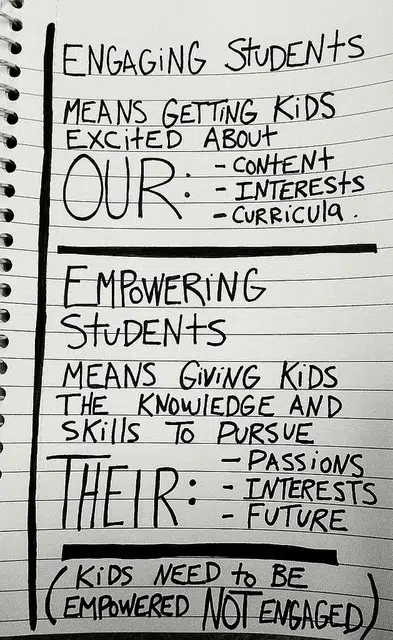 ENGAGING STUDENTS
MEANS GETTING KIDS
EXCITED ABOUT
OUR: - CONTENT
- INTERESTS
- CURRICULA.
EMPOWERING
STUDENTS
MEANS GIVING KIDS
THE KNOWLEDGE AND
SKILLS TO PURSUE
THEIR: - PASSIONS
- INTERESTS
- FUTURE
(KIDS NEED to BE
EMPOWERED NOT ENGAGED)